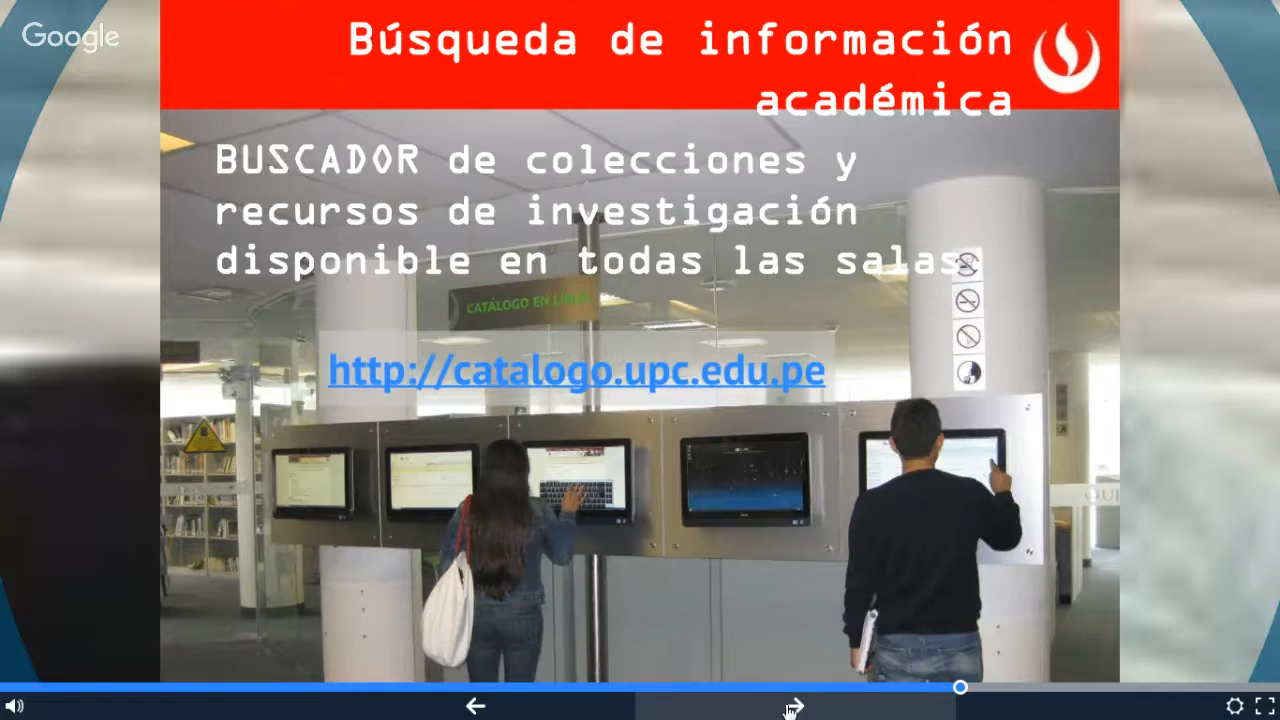 Google
Búsqueda de información
académica
BUSCADOR de colecciones y
recursos de investigación
disponible en todas las salas
CATÁLOGO EN LÍNEA
http://catalogo.upc.edu.pe